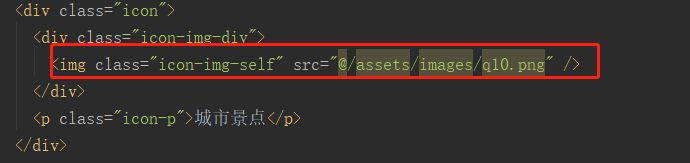 <div class="icon">
<div class="icon-img-div">
<img class="icon-img-self" src="@/assets/images/q10.png" />
</div>
<p class="icon-p">城市景点</p>
</div>